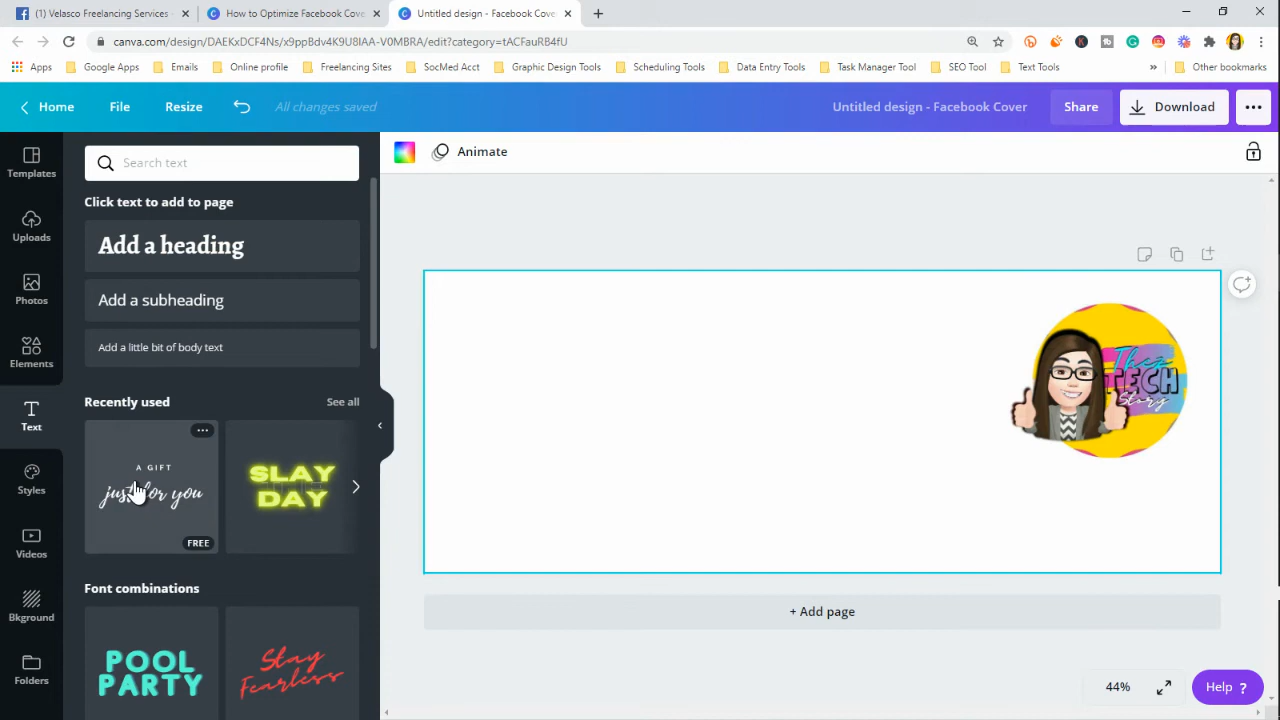 Velasco Freelancing Services -
How to Optimize Facebook Cove
Untitled design - Facebook Cove
canva.com/design/DAEKxDCF4Ns/x9ppBdv4K9U8IAA-V0MBRA/edit?category=tACFauRB4fU
Apps
Google Apps
Emails
Online profile
Freelancing Sites
SocMed Acct
Graphic Design Tools
Scheduling Tools
Data Entry Tools
Task Manager Tool
SEO Tool
Text Tools
»
Other bookmarks
Home
File
Resize
All changes saved
Untitled design - Facebook Cover
Share
Download
Templates
Uploads
Photos
Elements
Text
Styles
Videos
Bkground
Folders
Search text
Click text to add to page
Add a heading
Add a subheading
Add a little bit of body text
Recently used
See all
A GIFT
just for you
FREE
SLAY
DAY
Font combinations
POOL
PARTY
Stay
Fearless
Animate
TECH
Story
+ Add page
44%
Help ?